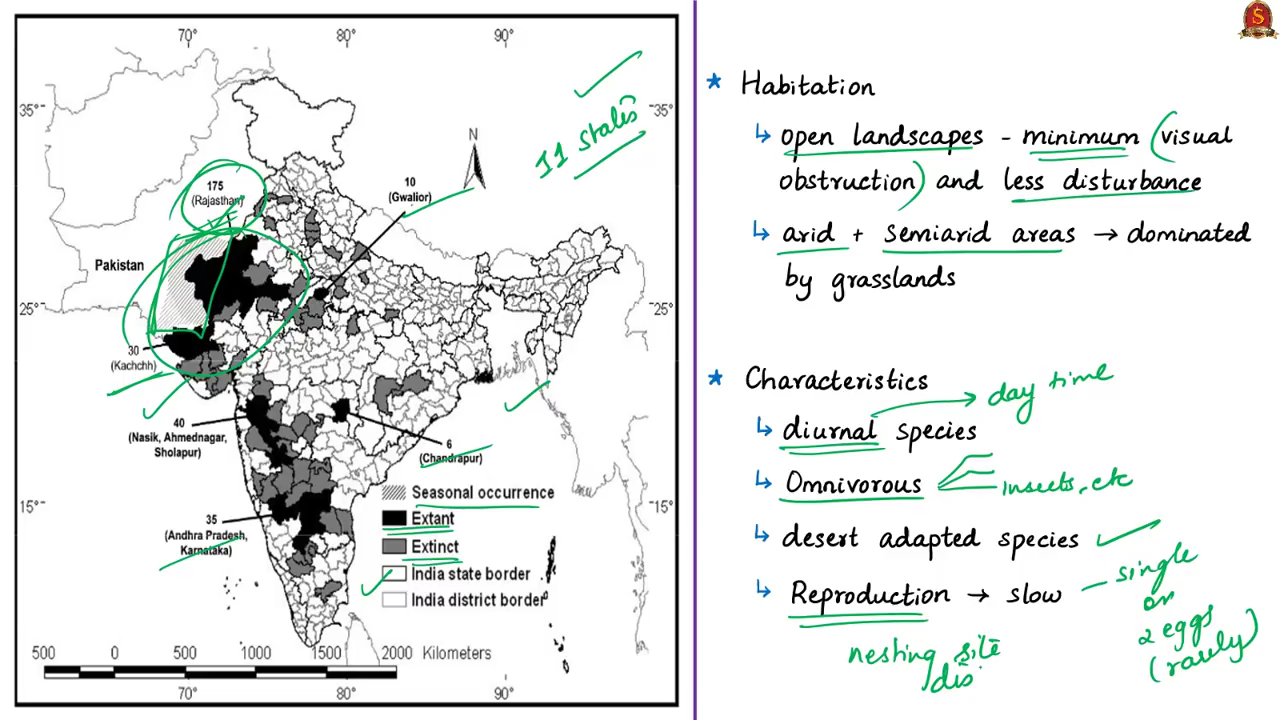 70°
80°
90°
35°
35°
11 states
N
175
(Rajasthan)
10
(Gwalior)
Pakistan
25°
25°
30
(Kachchh)
40
(Nasik, Ahmednagar,
Sholapur)
6
(Chandrapur)
15°
15°
35
(Andhra Pradesh,
Karnataka)
Seasonal occurrence
Extant
Extinct
India state border
India district border
500 0 500 1000 1500 2000 Kilometers
70°
80°
90°
S
* Habitation
↳ open landscapes - minimum (visual
obstruction) and less disturbance
↳ arid + semiarid areas → dominated
by grasslands
* Characteristics
→ day time
↳ diurnal species
↳ Omnivorous
insects, etc
↳ desert adapted species ✓
↳ Reproduction → slow
single
or
2 eggs
(rarely)
nesting site
dis